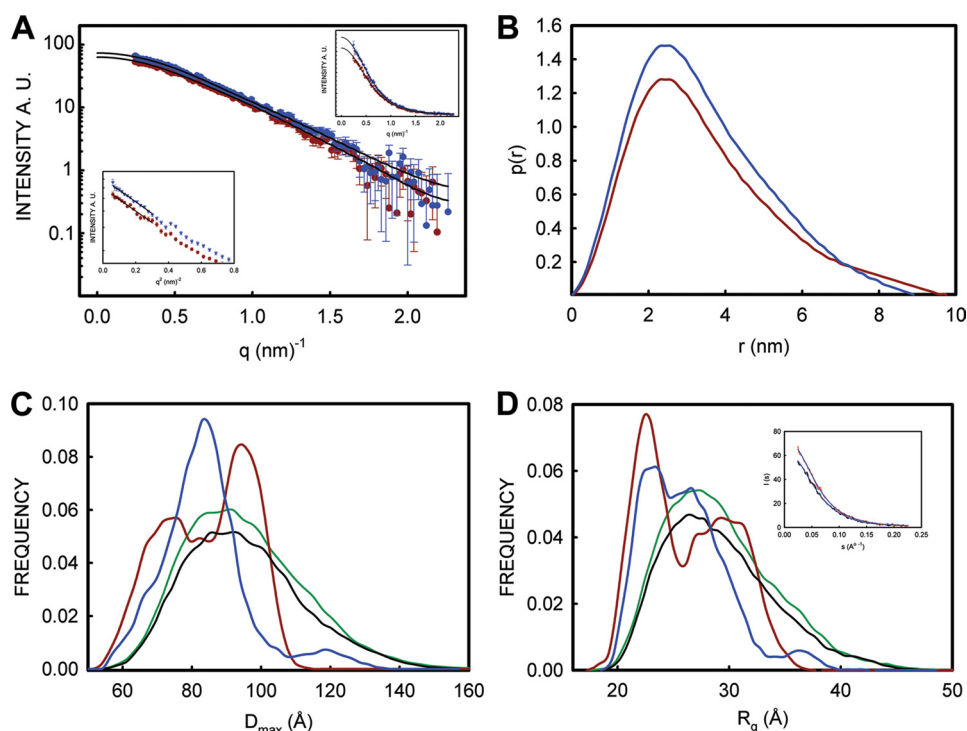 A
INTENSITY A. U.
100
10
1
0.1
0.0 0.5 1.0 1.5 2.0
q (nm)-1
INTENSITY A. U.
0.0 0.5 1.0 1.5 2.0
q (nm)-1
INTENSITY A. U.
0.0 0.2 0.4 0.6 0.8
q2 (nm)-2
B
p(r)
1.6
1.4
1.2
1.0
0.8
0.6
0.4
0.2
0 2 4 6 8 10
r (nm)
C
FREQUENCY
0.10
0.08
0.06
0.04
0.02
0.00
60 80 100 120 140 160
Dmax (Å)
D
FREQUENCY
0.08
0.06
0.04
0.02
0.00
20 30 40 50
Rg (Å)
I (s)
80
60
40
20
0
0.00 0.05 0.10 0.15 0.20 0.25
s (Ao -1)